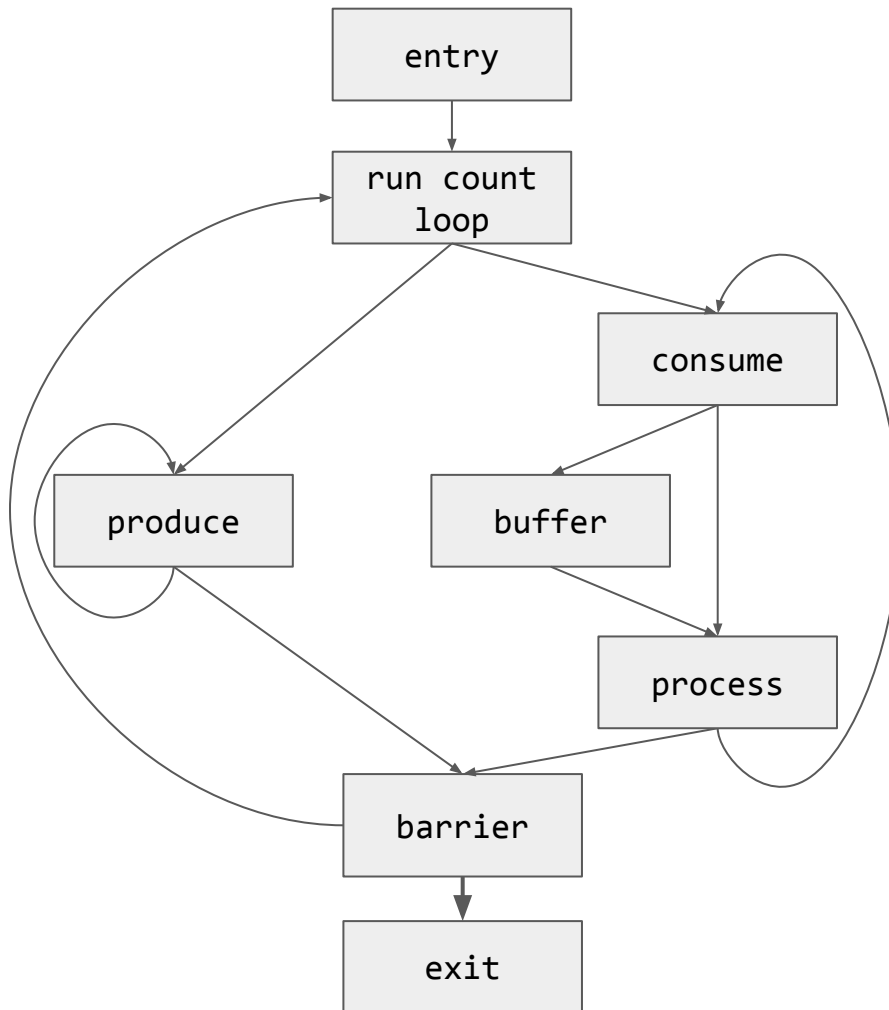 entry
run count
loop
consume
produce
buffer
process
barrier
exit